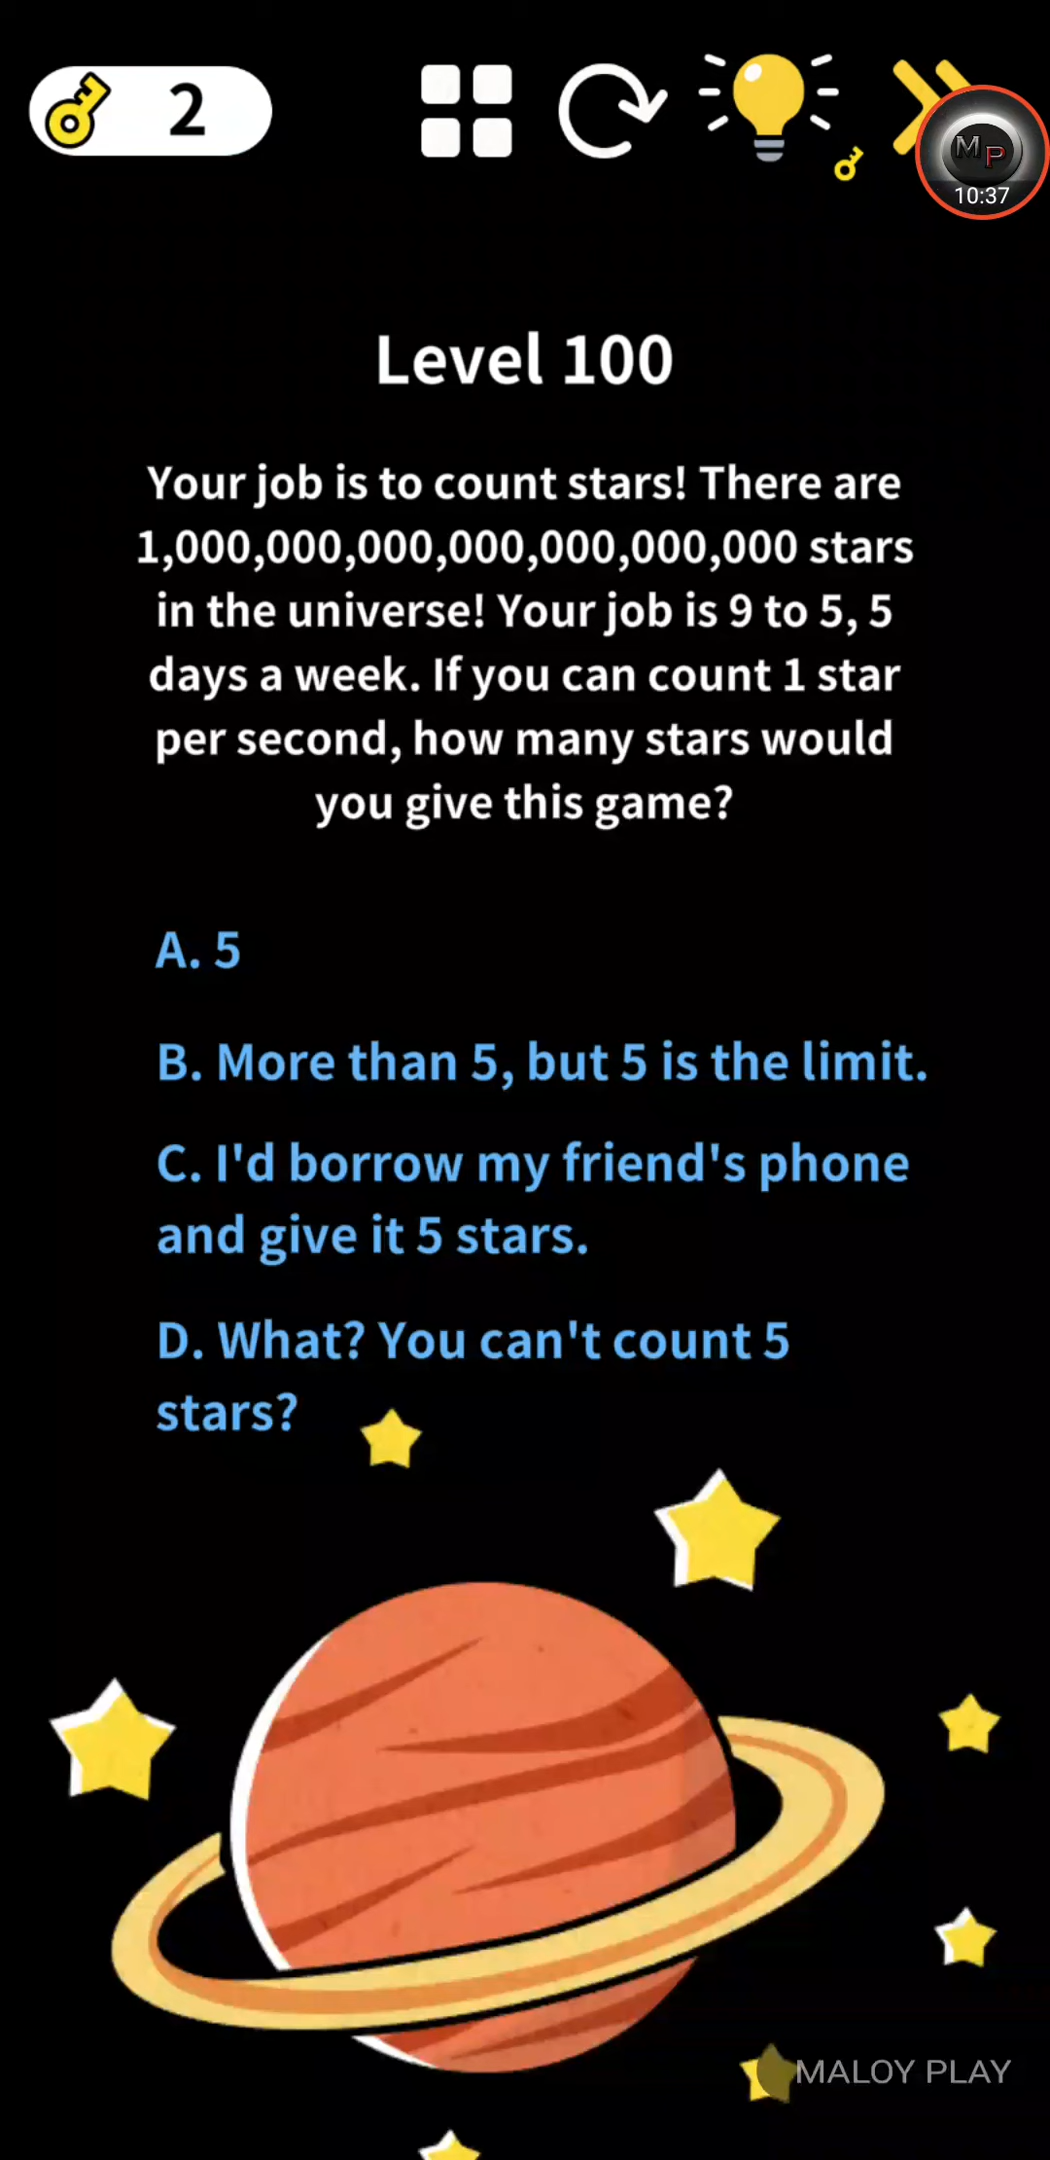 2
MP
10:37
Level 100
Your job is to count stars! There are
1,000,000,000,000,000,000,000 stars
in the universe! Your job is 9 to 5, 5
days a week. If you can count 1 star
per second, how many stars would
you give this game?
A. 5
B. More than 5, but 5 is the limit.
C. I'd borrow my friend's phone
and give it 5 stars.
D. What? You can't count 5
stars?
MALOY PLAY